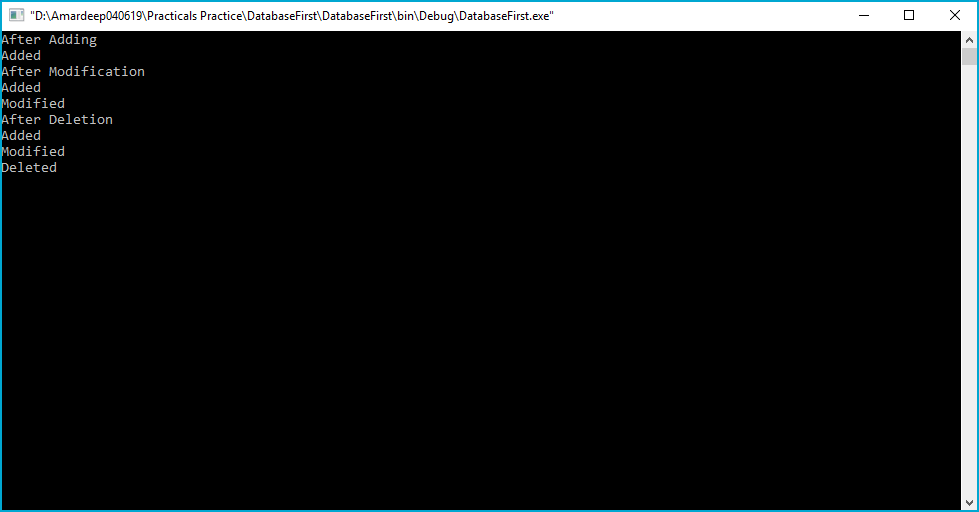 "D:\Amardeep040619\Practicals Practice\DatabaseFirst\DatabaseFirst\bin\Debug\DatabaseFirst.exe"
After Adding
Added
After Modification
Added
Modified
After Deletion
Added
Modified
Deleted